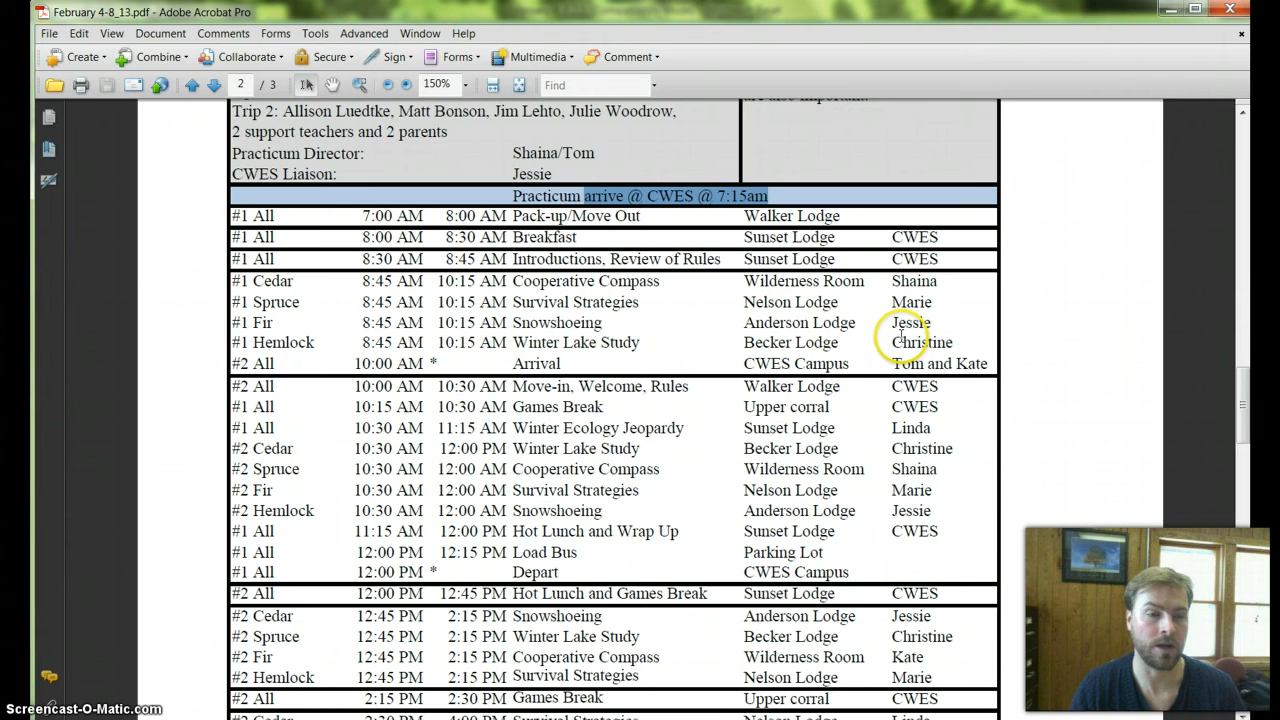 February 4-8_13.pdf - Adobe Acrobat Pro
File Edit View Document Comments Forms Tools Advanced Window Help
Create Combine Collaborate Secure Sign Forms Multimedia Comment
2 / 3 150% Find
Trip 2: Allison Luedtke, Matt Bonson, Jim Lehto, Julie Woodrow,
2 support teachers and 2 parents
Practicum Director: Shaina/Tom
CWES Liaison: Jessie
are also important.
Practicum arrive @ CWES @ 7:15am
#1 All 7:00 AM 8:00 AM Pack-up/Move Out Walker Lodge
#1 All 8:00 AM 8:30 AM Breakfast Sunset Lodge CWES
#1 All 8:30 AM 8:45 AM Introductions, Review of Rules Sunset Lodge CWES
#1 Cedar 8:45 AM 10:15 AM Cooperative Compass Wilderness Room Shaina
#1 Spruce 8:45 AM 10:15 AM Survival Strategies Nelson Lodge Marie
#1 Fir 8:45 AM 10:15 AM Snowshoeing Anderson Lodge Jessie
#1 Hemlock 8:45 AM 10:15 AM Winter Lake Study Becker Lodge Christine
#2 All 10:00 AM * Arrival CWES Campus Tom and Kate
#2 All 10:00 AM 10:30 AM Move-in, Welcome, Rules Walker Lodge CWES
#1 All 10:15 AM 10:30 AM Games Break Upper corral CWES
#1 All 10:30 AM 11:15 AM Winter Ecology Jeopardy Sunset Lodge Linda
#2 Cedar 10:30 AM 12:00 PM Winter Lake Study Becker Lodge Christine
#2 Spruce 10:30 AM 12:00 AM Cooperative Compass Wilderness Room Shaina
#2 Fir 10:30 AM 12:00 AM Survival Strategies Nelson Lodge Marie
#2 Hemlock 10:30 AM 12:00 AM Snowshoeing Anderson Lodge Jessie
#1 All 11:15 AM 12:00 PM Hot Lunch and Wrap Up Sunset Lodge CWES
#1 All 12:00 PM 12:15 PM Load Bus Parking Lot
#1 All 12:00 PM * Depart CWES Campus
#2 All 12:00 PM 12:45 PM Hot Lunch and Games Break Sunset Lodge CWES
#2 Cedar 12:45 PM 2:15 PM Snowshoeing Anderson Lodge Jessie
#2 Spruce 12:45 PM 2:15 PM Winter Lake Study Becker Lodge Christine
#2 Fir 12:45 PM 2:15 PM Cooperative Compass Wilderness Room Kate
#2 Hemlock 12:45 PM 2:15 PM Survival Strategies Nelson Lodge Marie
#2 All 2:15 PM 2:30 PM Games Break Upper corral CWES
#2 Cedar 2:30 PM 4:00 PM Survival Strategies Nelson Lodge Linda
Screencast-O-Matic.com